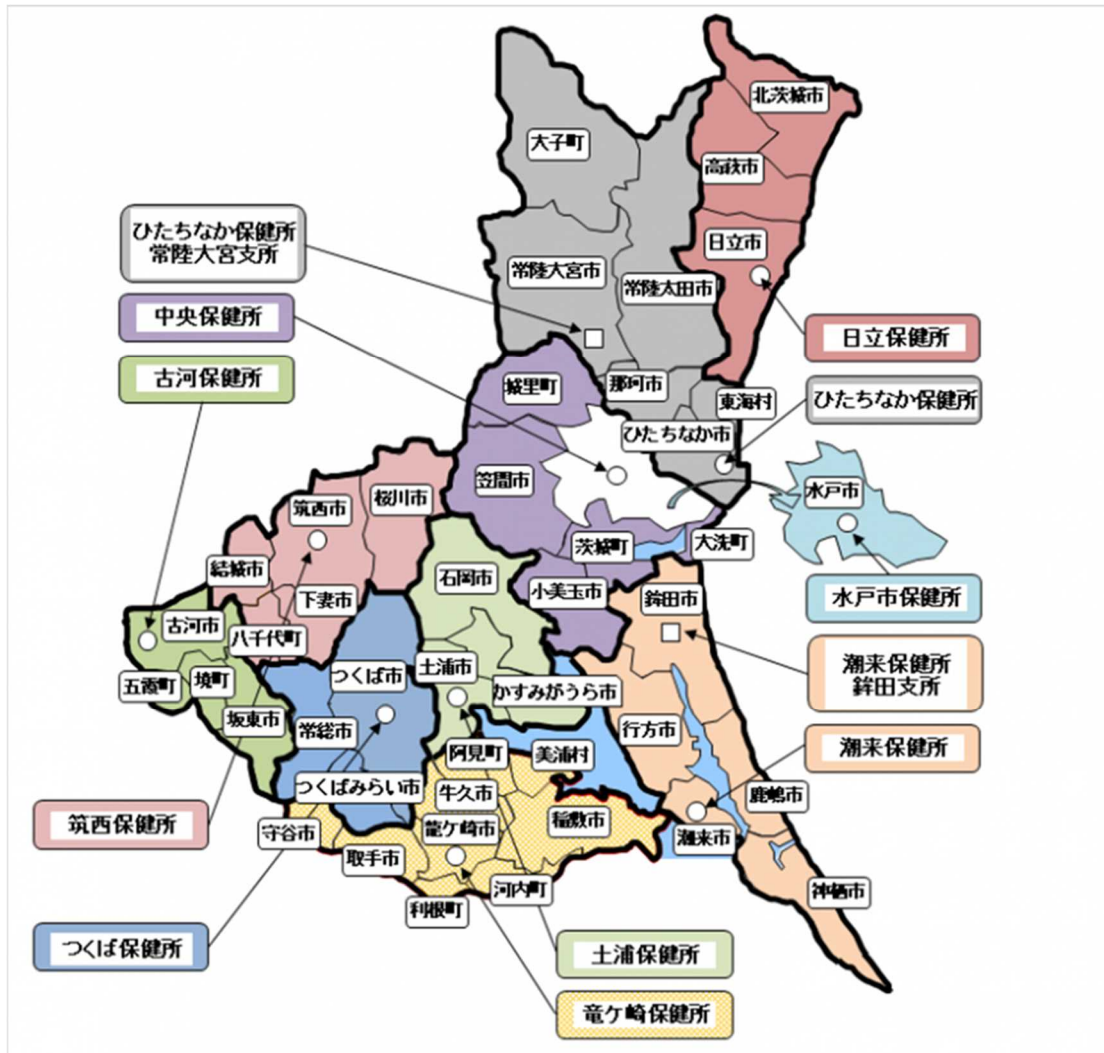 北茨城市
大子町
高萩市
ひたちなか保健所
常陸大宮支所
日立市
常陸大宮市
常陸太田市
中央保健所
日立保健所
古河保健所
城里町
那珂市
東海村
ひたちなか保健所
ひたちなか市
笠間市
桜川市
水戸市
筑西市
茨城町
大洗町
結城市
石岡市
小美玉市
鉾田市
水戸市保健所
下妻市
古河市
八千代町
五霞町
境町
つくば市
土浦市
かすみがうら市
潮来保健所
鉾田支所
坂東市
常総市
行方市
阿見町
美浦村
潮来保健所
つくばみらい市
牛久市
鹿嶋市
筑西保健所
守谷市
龍ケ崎市
稲敷市
潮来市
取手市
河内町
神栖市
利根町
つくば保健所
土浦保健所
竜ケ崎保健所